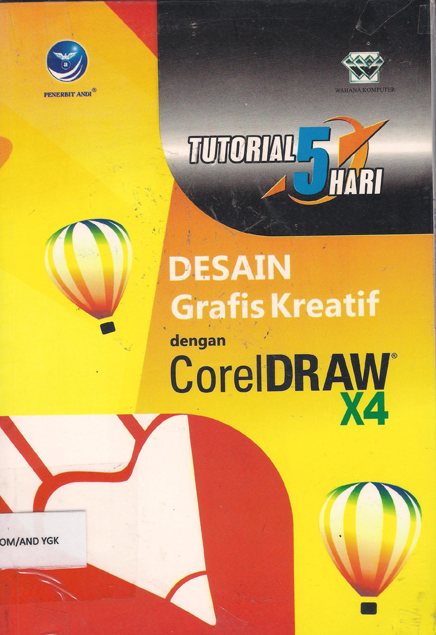 PENERBIT ANDI®
WAHANA KOMPUTER
TUTORIAL 5 HARI
DESAIN
Grafis Kreatif
dengan
CorelDRAW®
X4
OM/AND YGK